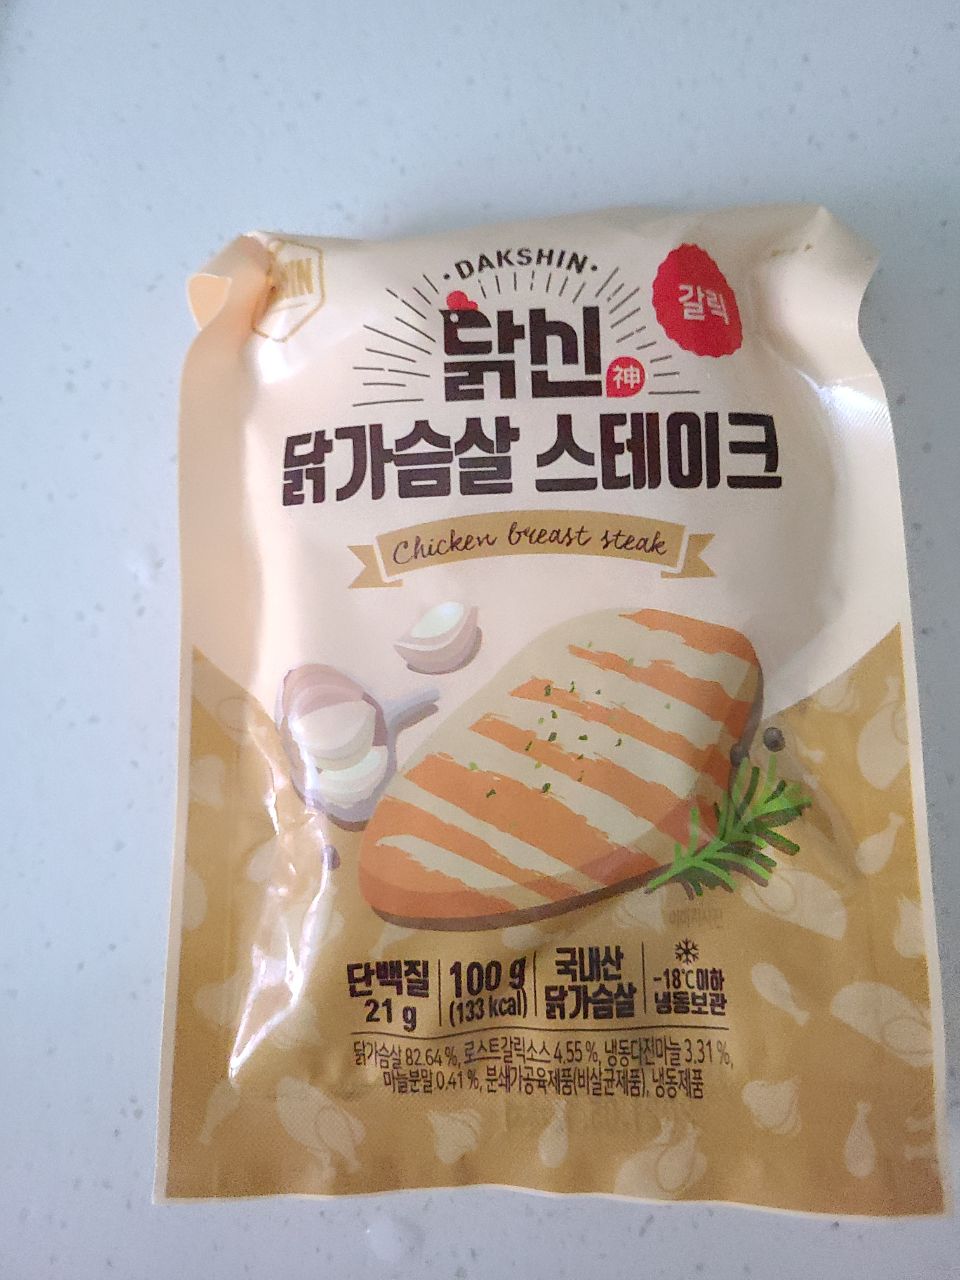 DAKSHIN
갈릭
닭신
神
닭가슴살 스테이크
Chicken breast steak
단백질
21 g
100 g
(133 kcal)
국내산
닭가슴살
-18℃이하
냉동보관
닭가슴살 82.64 %, 로스트갈릭소스 4.55 %, 냉동다진마늘 3.31 %,
마늘분말 0.41 %, 분쇄가공육제품(비살균제품), 냉동제품